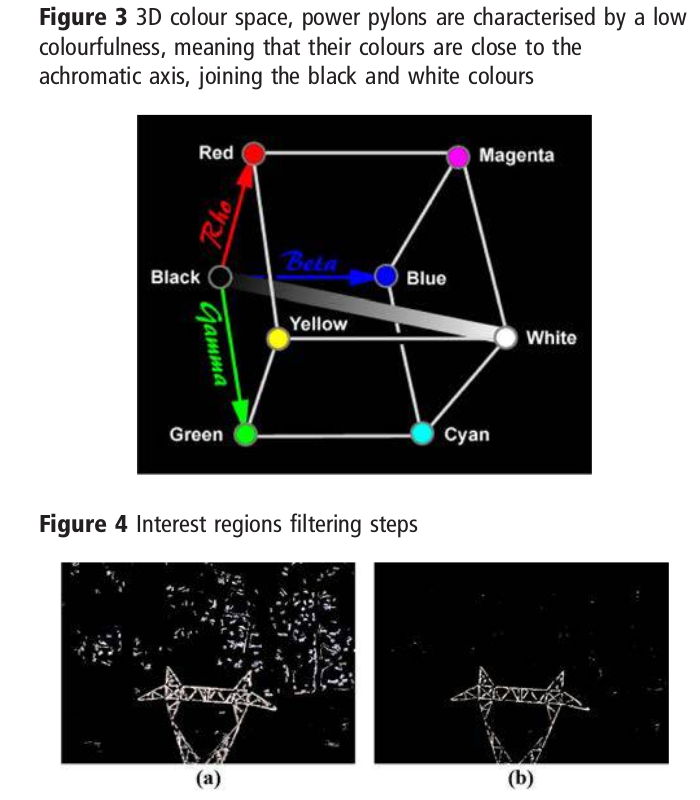 Figure 3 3D colour space, power pylons are characterised by a low
colourfulness, meaning that their colours are close to the
achromatic axis, joining the black and white colours
Red
Magenta
Rho
Beta
Black
Blue
Gamma
Yellow
White
Green
Cyan
Figure 4 Interest regions filtering steps
(a)
(b)